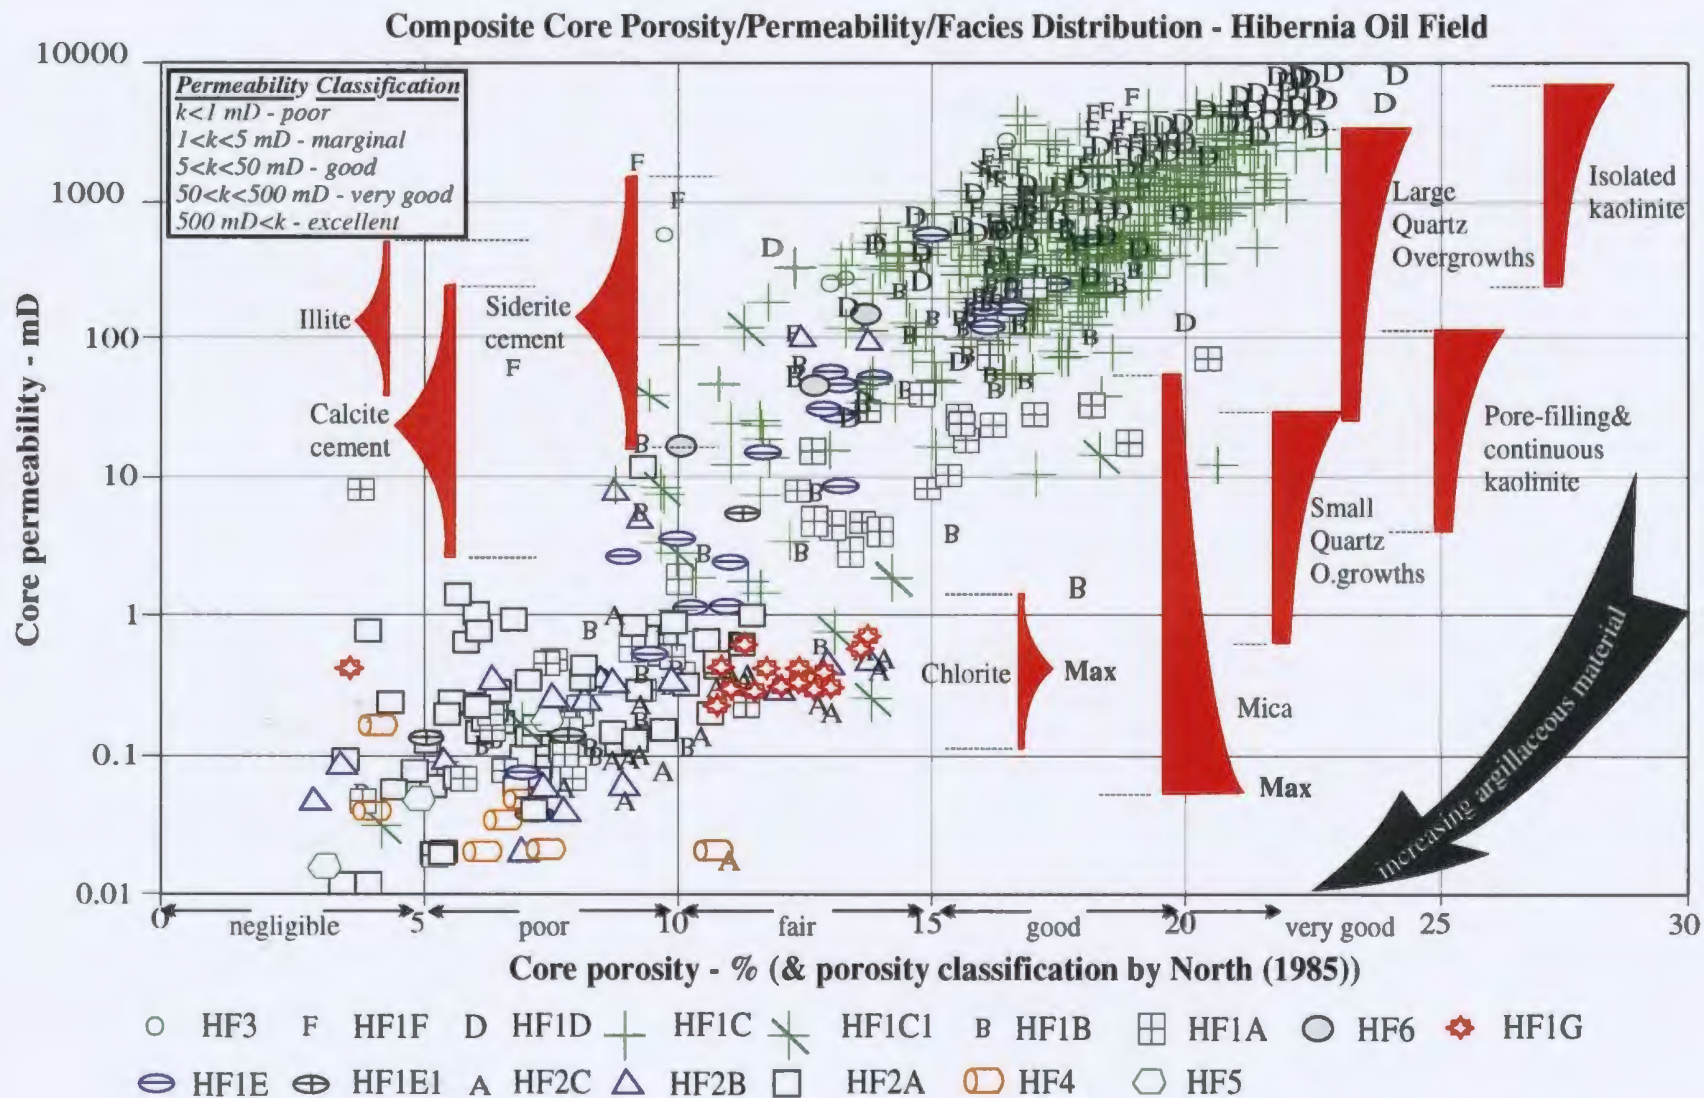 Composite Core Porosity/Permeability/Facies Distribution - Hibernia Oil Field
Permeability Classification
k<1 mD - poor
1<k<5 mD - marginal
5<k<50 mD - good
50<k<500 mD - very good
500 mD<k - excellent
Core permeability - mD
10000
1000
100
10
1
0.1
0.01
Illite
Calcite
cement
Siderite
cement
Chlorite
Max
Mica
Max
Small
Quartz
O.growths
Large
Quartz
Overgrowths
Pore-filling&
continuous
kaolinite
Isolated
kaolinite
increasing argillaceous material
0 5 10 15 20 25 30
negligible poor fair good very good
Core porosity - % (& porosity classification by North (1985))
HF3 F HF1F D HF1D HF1C HF1C1 B HF1B HF1A HF6 HF1G
HF1E HF1E1 A HF2C HF2B HF2A HF4 HF5